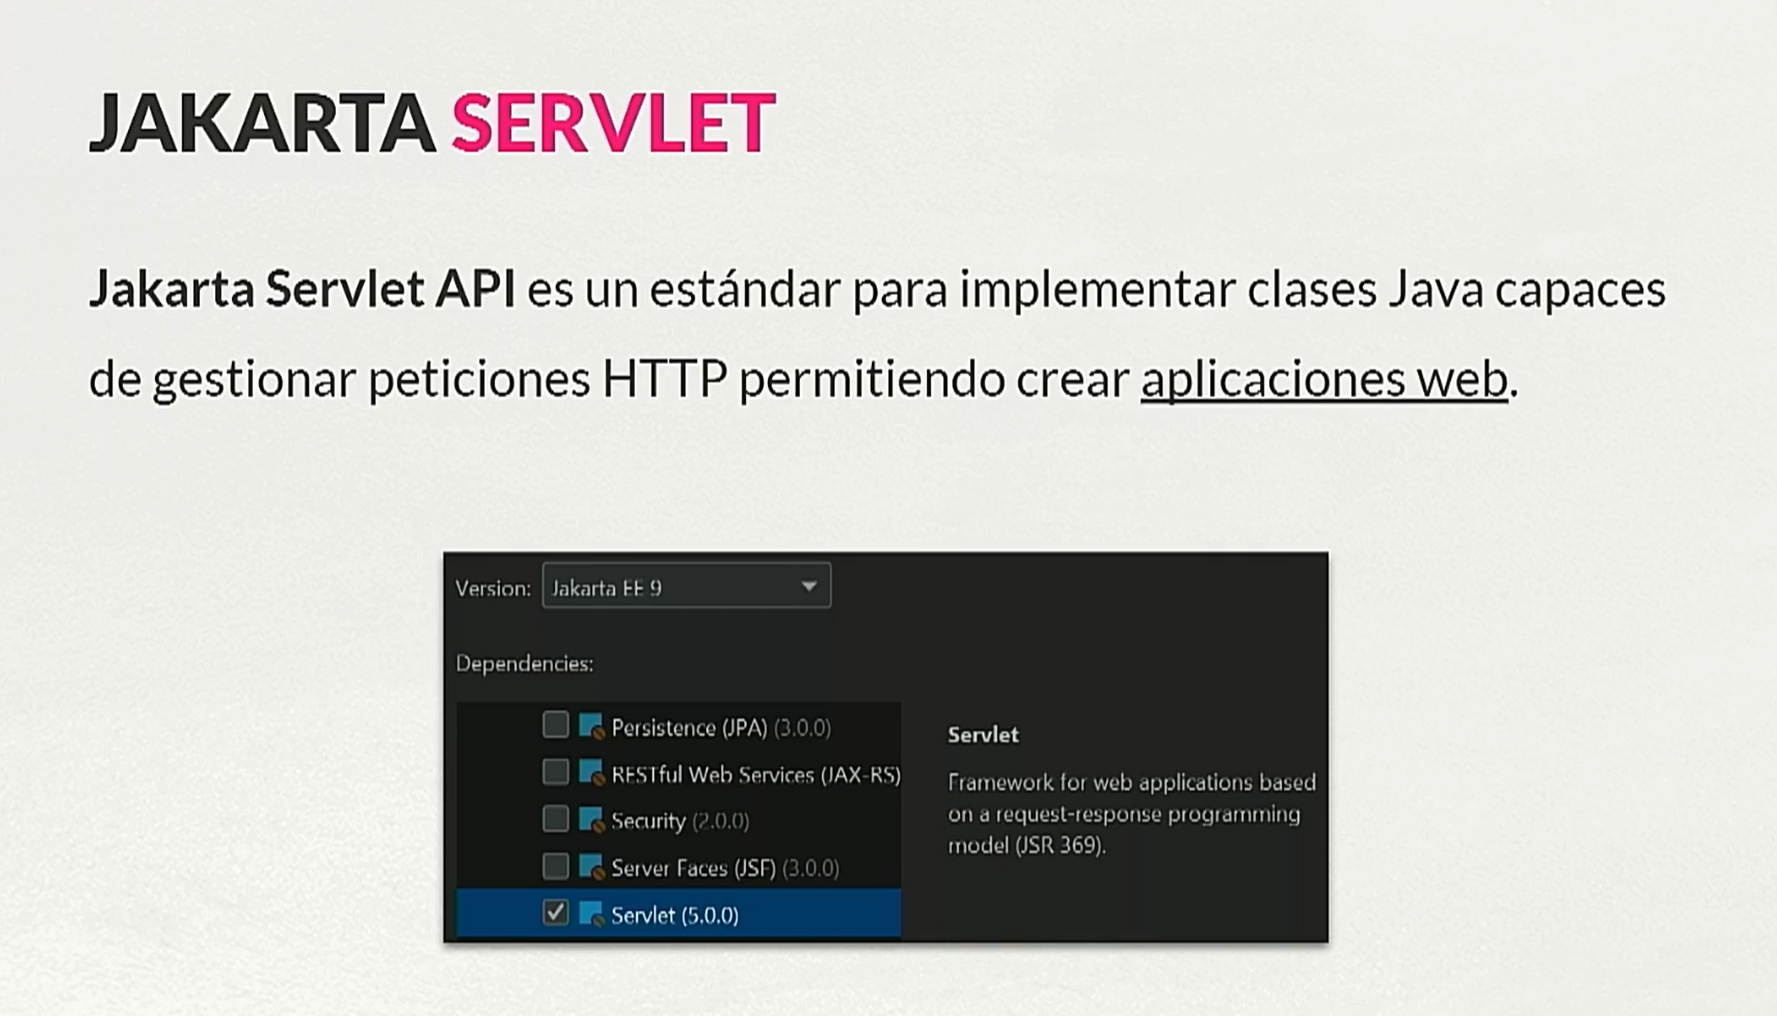 JAKARTA SERVLET
Jakarta Servlet API es un estándar para implementar clases Java capaces
de gestionar peticiones HTTP permitiendo crear aplicaciones web.
Version: Jakarta EE 9
Dependencies:
Persistence (JPA) (3.0.0)
RESTful Web Services (JAX-RS)
Security (2.0.0)
Server Faces (JSF) (3.0.0)
Servlet (5.0.0)
Servlet
Framework for web applications based
on a request-response programming
model (JSR 369).